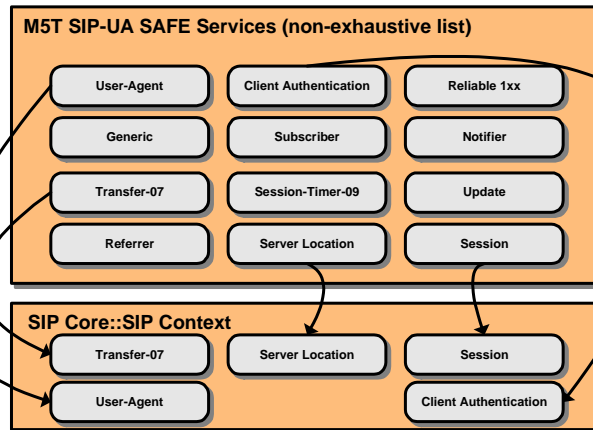 M5T SIP-UA SAFE Services (non-exhaustive list)
User-Agent
Client Authentication
Reliable 1xx
Generic
Subscriber
Notifier
Transfer-07
Session-Timer-09
Update
Referrer
Server Location
Session
SIP Core::SIP Context
Transfer-07
Server Location
Session
User-Agent
Client Authentication